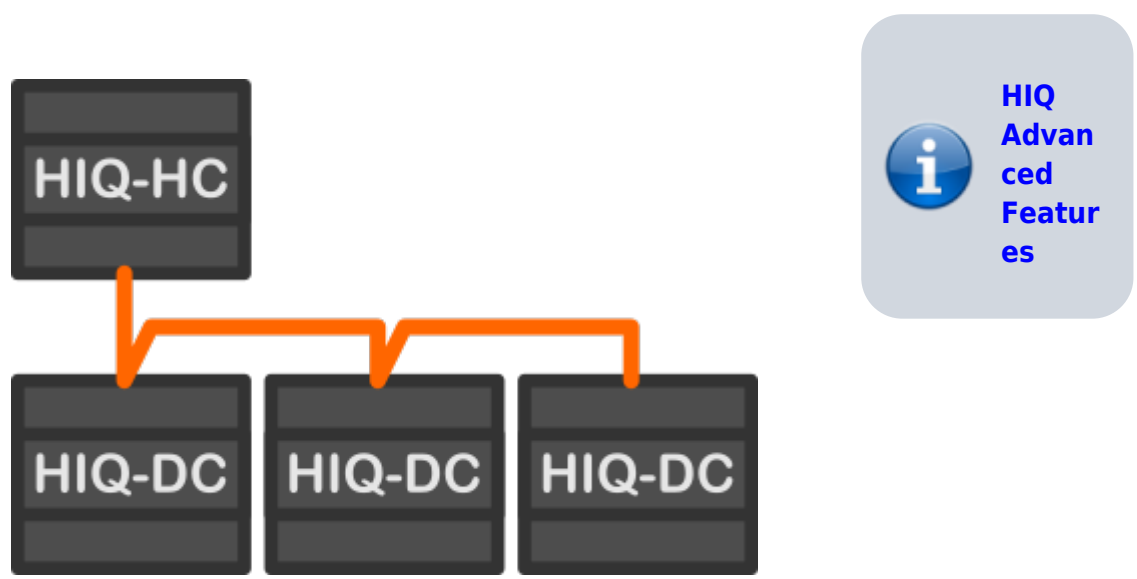 HIQ-HC
HIQ
Advan
ced
Featur
es
HIQ-DC HIQ-DC HIQ-DC